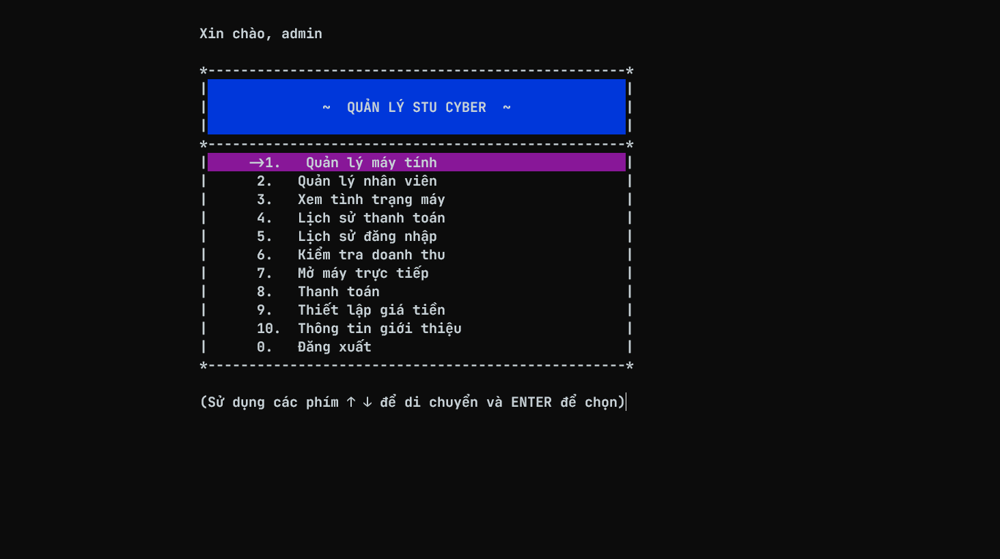 Xin chào, admin
*---------------------------------------------------*
~  QUẢN LÝ STU CYBER  ~
*---------------------------------------------------*
->1.   Quản lý máy tính
2.   Quản lý nhân viên
3.   Xem tình trạng máy
4.   Lịch sử thanh toán
5.   Lịch sử đăng nhập
6.   Kiểm tra doanh thu
7.   Mở máy trực tiếp
8.   Thanh toán
9.   Thiết lập giá tiền
10.  Thông tin giới thiệu
0.   Đăng xuất
*---------------------------------------------------*
(Sử dụng các phím ↑ ↓ để di chuyển và ENTER để chọn)